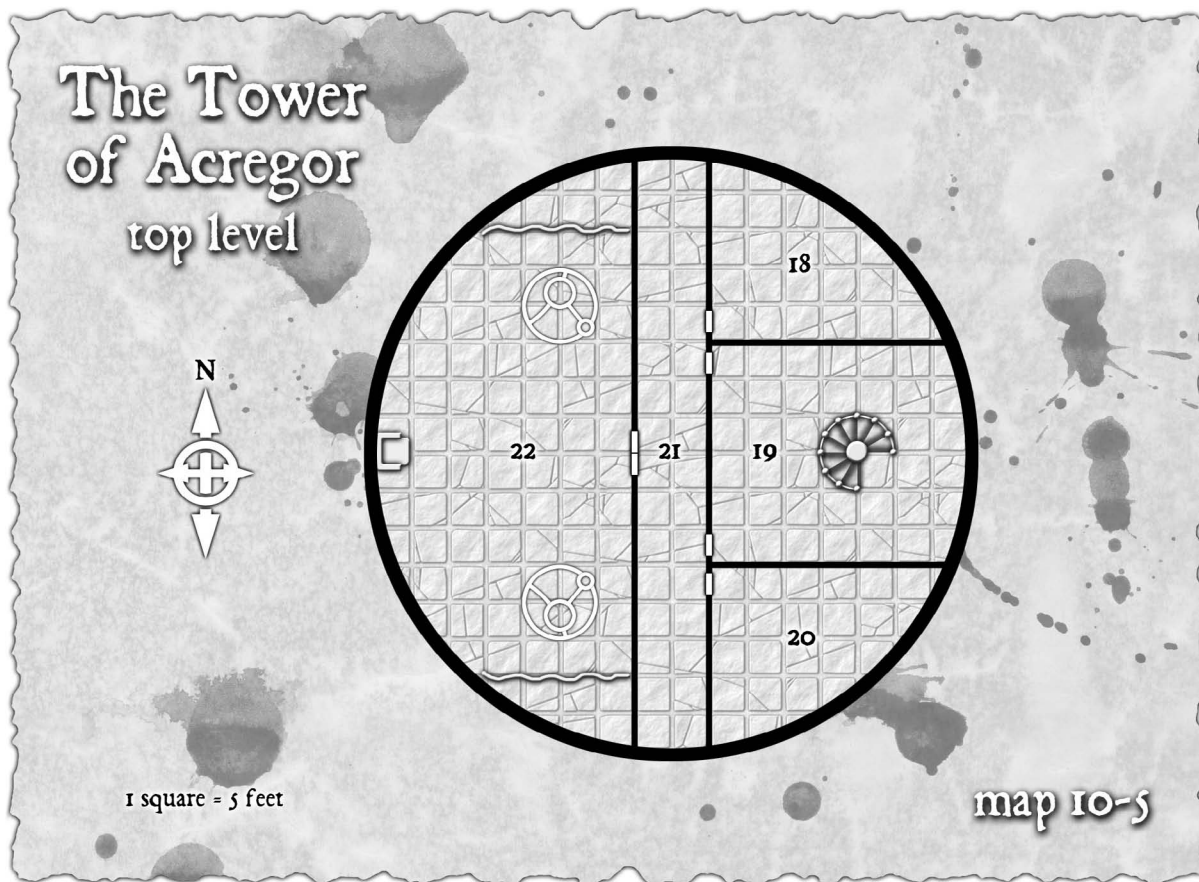 The Tower
of Acregor
top level
18
N
22
21
19
20
1 square = 5 feet
map 10-5